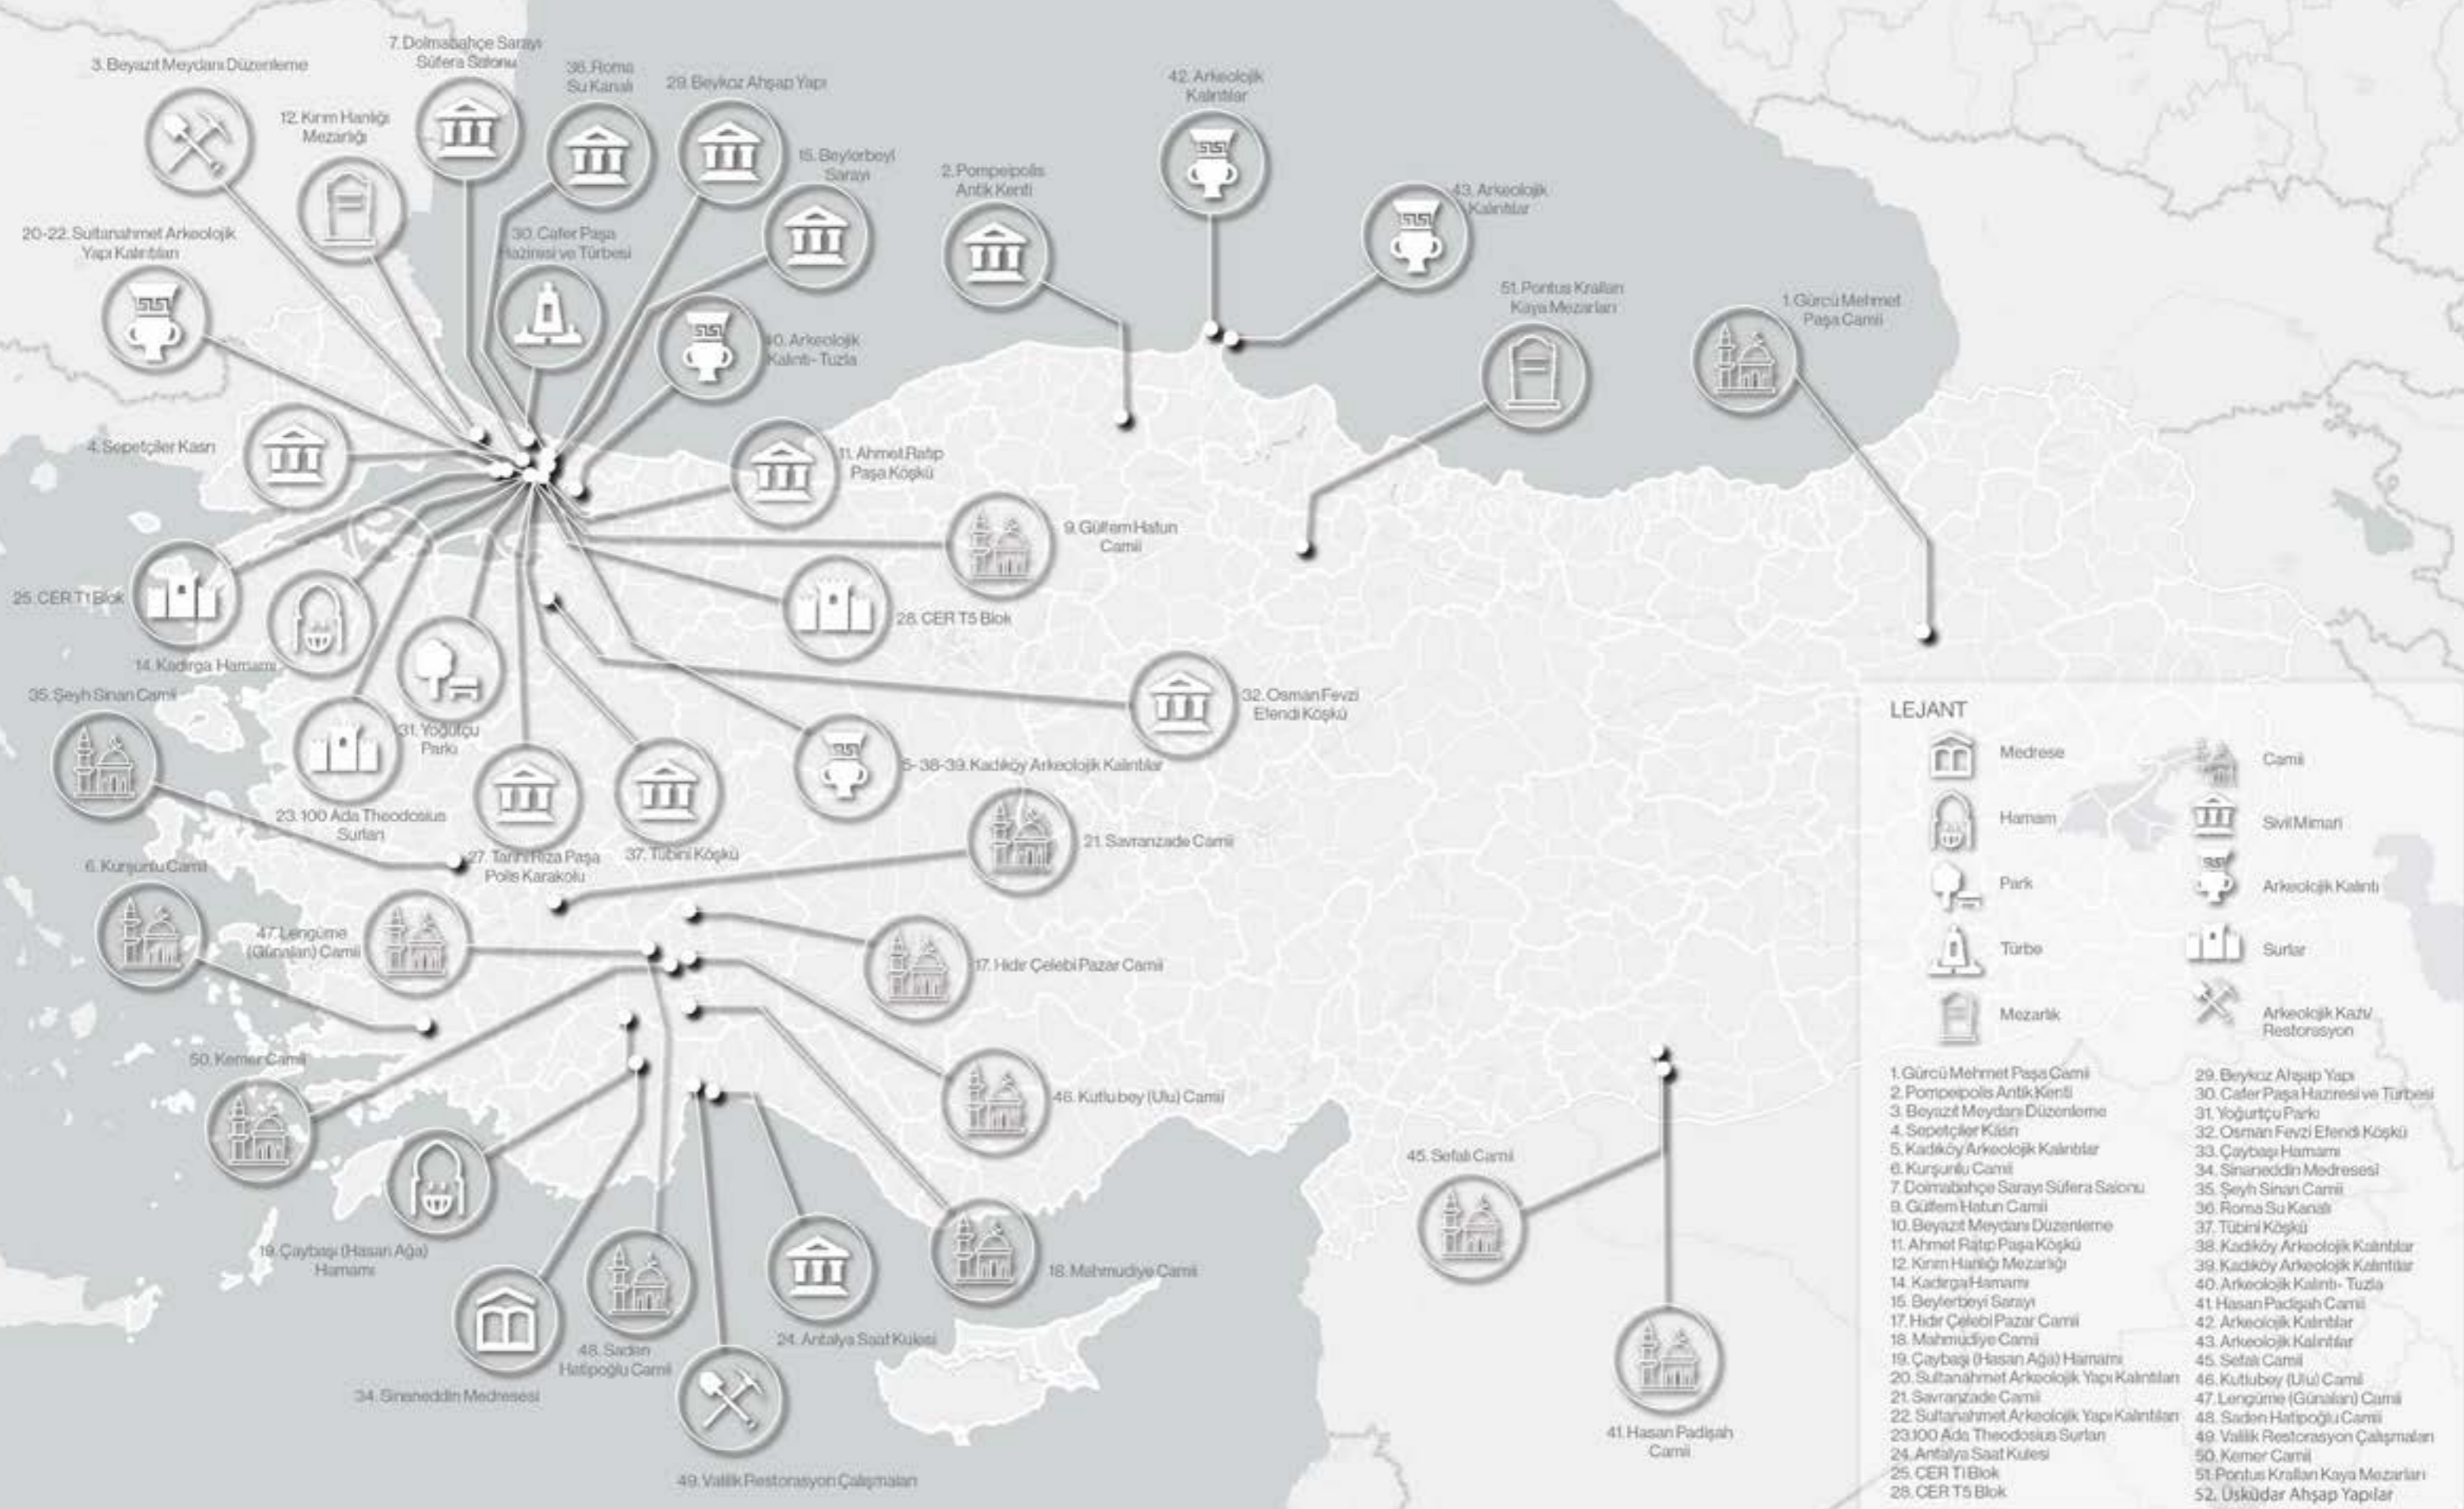 7. Dolmabahçe Sarayı
Süfera Salonu
3. Beyazıt Meydanı Düzenleme
36. Roma
Su Kanalı
29. Beykoz Ahşap Yapı
42. Arkeolojik
Kalıntılar
12. Kırım Hanlığı
Mezarlığı
15. Beylerbeyi
Sarayı
2. Pompeipolis
Antik Kenti
43. Arkeolojik
Kalıntılar
20-22. Sultanahmet Arkeolojik
Yapı Kalıntıları
30. Cafer Paşa
Haziresi ve Türbesi
51. Pontus Kralları
Kaya Mezarları
1. Gürcü Mehmet
Paşa Camii
40. Arkeolojik
Kalıntı- Tuzla
4. Sepetçiler Kasrı
11. Ahmet Ratip
Paşa Köşkü
9. Gülfem Hatun
Camii
25. CER T1 Blok
28. CER T5 Blok
14. Kadırga Hamamı
35. Şeyh Sinan Camii
32. Osman Fevzi
Efendi Köşkü
31. Yoğutçu
Parkı
5- 38-39. Kadıköy Arkeolojik Kalıntılar
23. 100 Ada Theodosius
Surları
27. Tarihi Rıza Paşa
Polis Karakolu
37. Tübini Köşkü
21. Savranzade Camii
6. Kurşunlu Camii
47. Lengüme
(Günalan) Camii
17. Hıdır Çelebi Pazar Camii
50. Kemer Camii
46. Kutlubey (Ulu) Camii
45. Sefalı Camii
19. Çaybaşı (Hasan Ağa)
Hamamı
18. Mahmudiye Camii
24. Antalya Saat Kulesi
48. Saden
Hatipoğlu Camii
34. Sinaneddin Medresesi
41. Hasan Padişah
Camii
49. Valilik Restorasyon Çalışmaları
LEJANT
Medrese
Camii
Hamam
Sivil Mimari
Park
Arkeolojik Kalıntı
Türbe
Surlar
Mezarlık
Arkeolojik Kazı/
Restorasyon
1. Gürcü Mehmet Paşa Camii
2. Pompeipolis Antik Kenti
3. Beyazıt Meydanı Düzenleme
4. Sepetçiler Kasrı
5. Kadıköy Arkeolojik Kalıntılar
6. Kurşunlu Camii
7. Dolmabahçe Sarayı Süfera Salonu
9. Gülfem Hatun Camii
10. Beyazıt Meydanı Düzenleme
11. Ahmet Ratip Paşa Köşkü
12. Kırım Hanlığı Mezarlığı
14. Kadırga Hamamı
15. Beylerbeyi Sarayı
17. Hıdır Çelebi Pazar Camii
18. Mahmudiye Camii
19. Çaybaşı (Hasan Ağa) Hamamı
20. Sultanahmet Arkeolojik Yapı Kalıntıları
21. Savranzade Camii
22. Sultanahmet Arkeolojik Yapı Kalıntıları
23.100 Ada Theodosius Surları
24. Antalya Saat Kulesi
25. CER T1 Blok
28. CER T5 Blok
29. Beykoz Ahşap Yapı
30. Cafer Paşa Haziresi ve Türbesi
31. Yoğurtçu Parkı
32. Osman Fevzi Efendi Köşkü
33. Çaybaşı Hamamı
34. Sinaneddin Medresesi
35. Şeyh Sinan Camii
36. Roma Su Kanalı
37. Tübini Köşkü
38. Kadıköy Arkeolojik Kalıntılar
39. Kadıköy Arkeolojik Kalıntılar
40. Arkeolojik Kalıntı- Tuzla
41. Hasan Padişah Camii
42. Arkeolojik Kalıntılar
43. Arkeolojik Kalıntılar
45. Sefalı Camii
46. Kutlubey (Ulu) Camii
47. Lengüme (Günalan) Camii
48. Saden Hatipoğlu Camii
49. Valilik Restorasyon Çalışmaları
50. Kemer Camii
51. Pontus Kralları Kaya Mezarları
52. Üsküdar Ahşap Yapılar